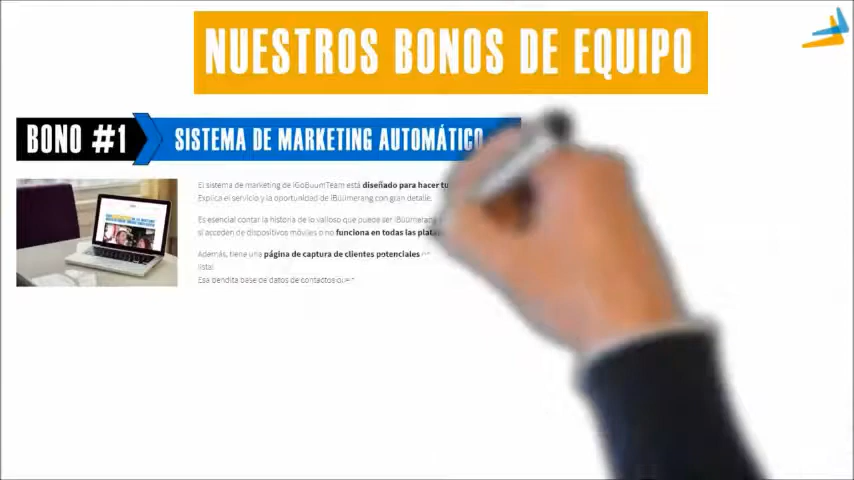 NUESTROS BONOS DE EQUIPO
BONO #1
SISTEMA DE MARKETING AUTOMÁTICO
El sistema de marketing de iGoBuumTeam está diseñado para hacer tu
Explica el servicio y la oportunidad de iBüümerang con gran detalle.
Es esencial contar la historia de lo valioso que puede ser iBüümerang
si acceden de dispositivos móviles o no funciona en todas las
Además, tiene una página de captura de clientes potenciales
lista!
Esa bendita base de datos de contactos que